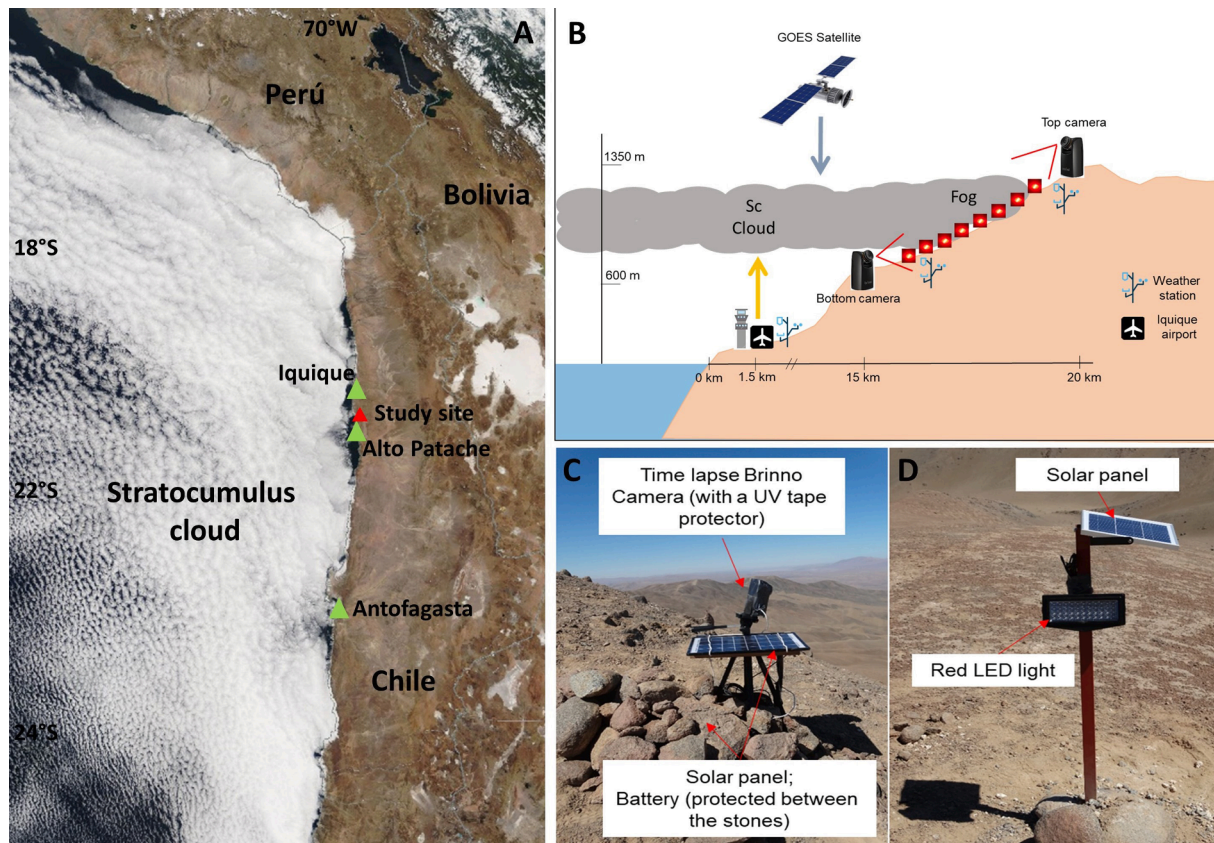 A
70°W
Perú
Bolivia
18°S
Iquique
Study site
Alto Patache
22°S
Stratocumulus
cloud
Antofagasta
Chile
24°S
B
GOES Satellite
Top camera
1350 m
Sc
Cloud
Fog
600 m
Bottom camera
Weather
station
Iquique
airport
0 km
1.5 km
15 km
20 km
C
Time lapse Brinno
Camera (with a UV tape
protector)
Solar panel;
Battery (protected between
the stones)
D
Solar panel
Red LED light